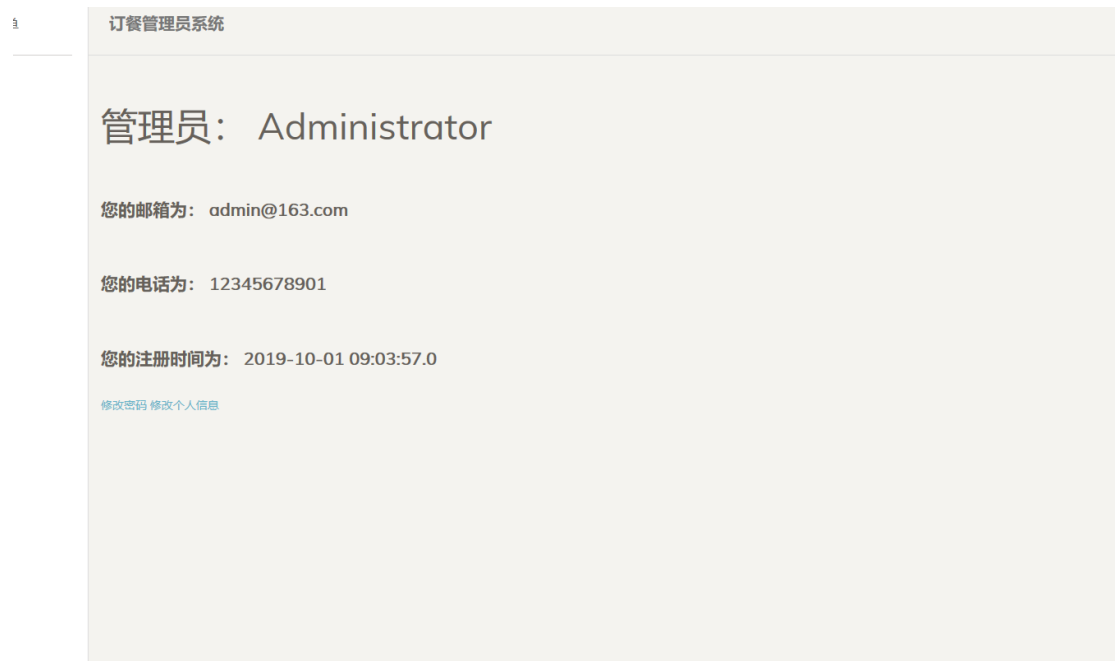 订餐管理员系统
管理员： Administrator
您的邮箱为： admin@163.com
您的电话为： 12345678901
您的注册时间为： 2019-10-01 09:03:57.0
修改密码 修改个人信息